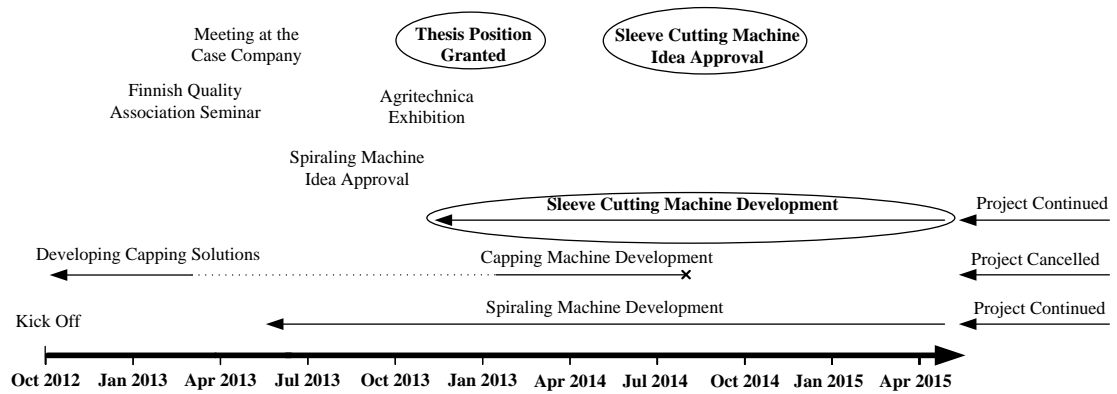 Meeting at the
Case Company
Thesis Position
Granted
Sleeve Cutting Machine
Idea Approval
Finnish Quality
Association Seminar
Agritechnica
Exhibition
Spiraling Machine
Idea Approval
Sleeve Cutting Machine Development
Project Continued
Developing Capping Solutions
Capping Machine Development
Project Cancelled
Kick Off
Spiraling Machine Development
Project Continued
Oct 2012 Jan 2013 Apr 2013 Jul 2013 Oct 2013 Jan 2013 Apr 2014 Jul 2014 Oct 2014 Jan 2015 Apr 2015